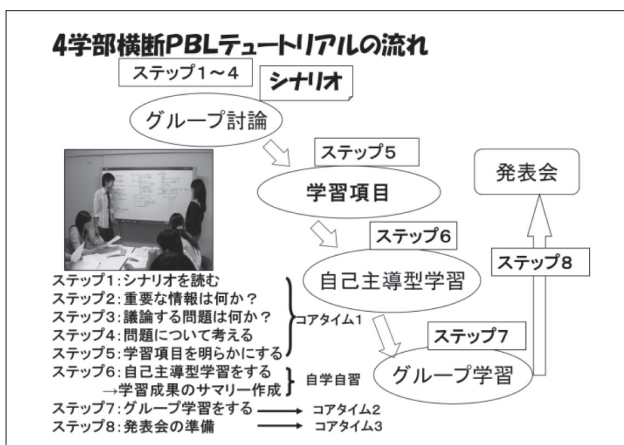 4学部横断PBLテュートリアルの流れ
ステップ1～4
シナリオ
グループ討論
ステップ5
学習項目
ステップ6
自己主導型学習
ステップ7
グループ学習
ステップ8
発表会
ステップ1：シナリオを読む
ステップ2：重要な情報は何か？
ステップ3：議論する問題は何か？
ステップ4：問題について考える
ステップ5：学習項目を明らかにする
コアタイム1
ステップ6：自己主導型学習をする
→学習成果のサマリー作成
自学自習
ステップ7：グループ学習をする
コアタイム2
ステップ8：発表会の準備
コアタイム3